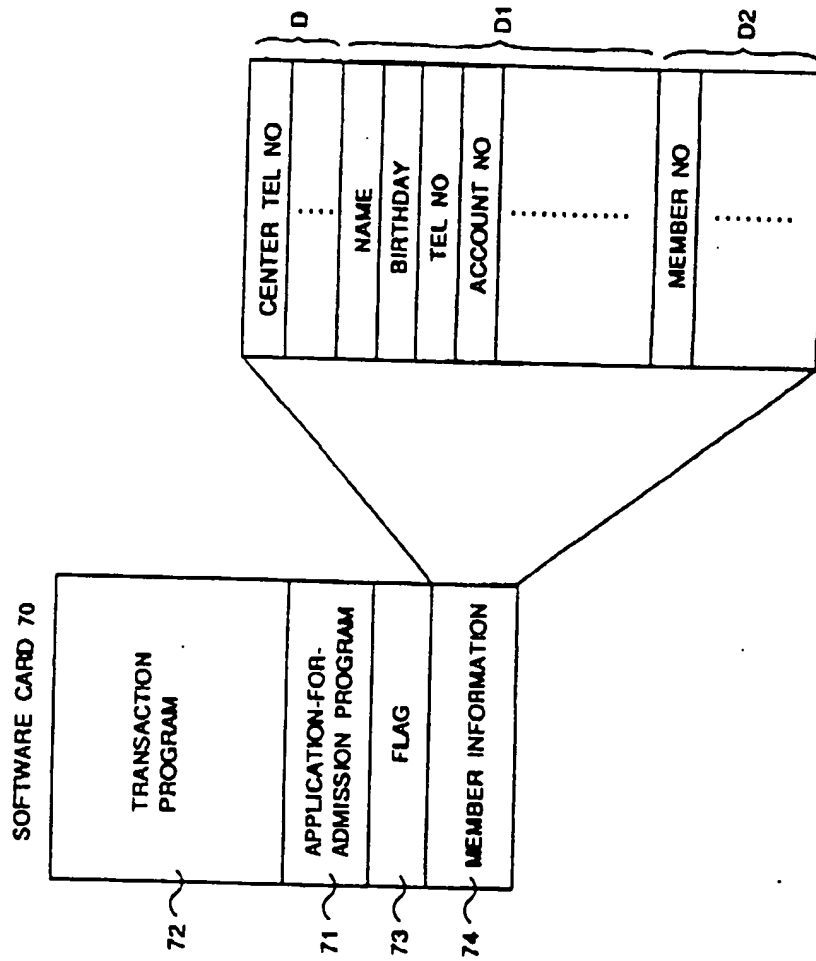 SOFTWARE CARD 70
72
TRANSACTION
PROGRAM
71
APPLICATION-FOR-
ADMISSION PROGRAM
73
FLAG
74
MEMBER INFORMATION
CENTER TEL NO
......
D
NAME
BIRTHDAY
TEL NO
ACCOUNT NO
..............
D1
MEMBER NO
.........
D2